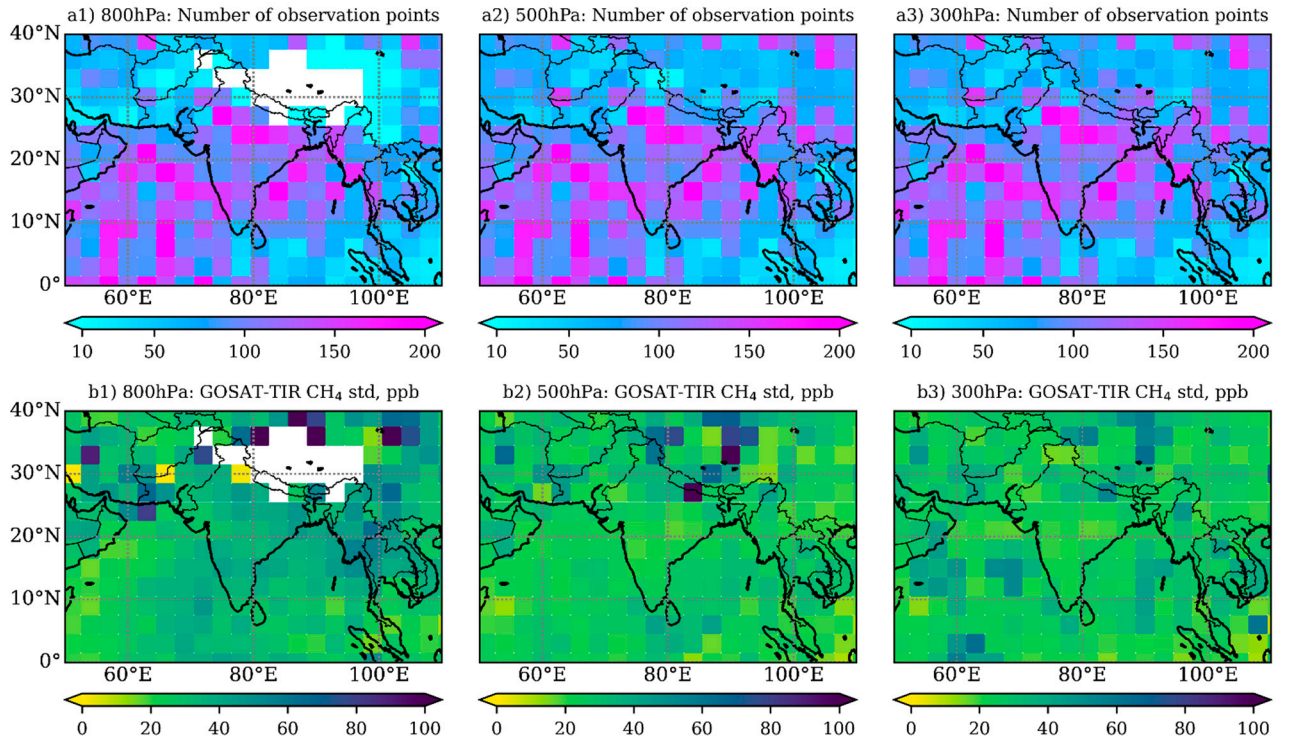 a1) 800hPa: Number of observation points
a2) 500hPa: Number of observation points
a3) 300hPa: Number of observation points
40°N
30°N
20°N
10°N
0°
60°E 80°E 100°E
60°E 80°E 100°E
60°E 80°E 100°E
10 50 100 150 200
10 50 100 150 200
10 50 100 150 200
b1) 800hPa: GOSAT-TIR CH₄ std, ppb
b2) 500hPa: GOSAT-TIR CH₄ std, ppb
b3) 300hPa: GOSAT-TIR CH₄ std, ppb
40°N
30°N
20°N
10°N
0°
60°E 80°E 100°E
60°E 80°E 100°E
60°E 80°E 100°E
0 20 40 60 80 100
0 20 40 60 80 100
0 20 40 60 80 100